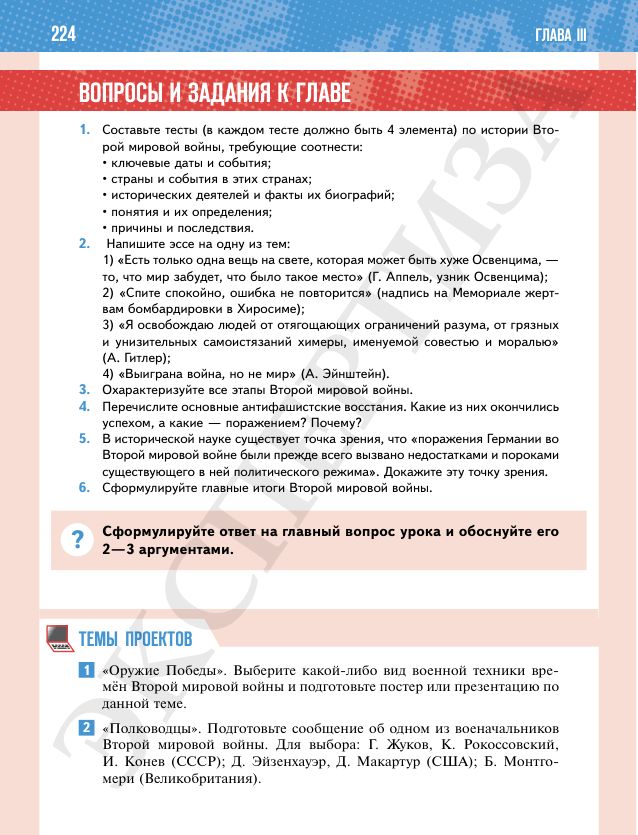 224
ГЛАВА III
ВОПРОСЫ И ЗАДАНИЯ К ГЛАВЕ
1. Составьте тесты (в каждом тесте должно быть 4 элемента) по истории Вто-
рой мировой войны, требующие соотнести:
• ключевые даты и события;
• страны и события в этих странах;
• исторических деятелей и факты их биографий;
• понятия и их определения;
• причины и последствия.
2. Напишите эссе на одну из тем:
1) «Есть только одна вещь на свете, которая может быть хуже Освенцима, —
то, что мир забудет, что было такое место» (Г. Аппель, узник Освенцима);
2) «Спите спокойно, ошибка не повторится» (надпись на Мемориале жерт-
вам бомбардировки в Хиросиме);
3) «Я освобождаю людей от отягощающих ограничений разума, от грязных
и унизительных самоистязаний химеры, именуемой совестью и моралью»
(А. Гитлер);
4) «Выиграна война, но не мир» (А. Эйнштейн).
3. Охарактеризуйте все этапы Второй мировой войны.
4. Перечислите основные антифашистские восстания. Какие из них окончились
успехом, а какие — поражением? Почему?
5. В исторической науке существует точка зрения, что «поражения Германии во
Второй мировой войне были прежде всего вызвано недостатками и пороками
существующего в ней политического режима». Докажите эту точку зрения.
6. Сформулируйте главные итоги Второй мировой войны.
?
Сформулируйте ответ на главный вопрос урока и обоснуйте его
2—3 аргументами.
ТЕМЫ ПРОЕКТОВ
1 «Оружие Победы». Выберите какой-либо вид военной техники вре-
мён Второй мировой войны и подготовьте постер или презентацию по
данной теме.
2 «Полководцы». Подготовьте сообщение об одном из военачальников
Второй мировой войны. Для выбора: Г. Жуков, К. Рокоссовский,
И. Конев (СССР); Д. Эйзенхауэр, Д. Макартур (США); Б. Монтго-
мери (Великобритания).
ЭКСПЕРТИЗА